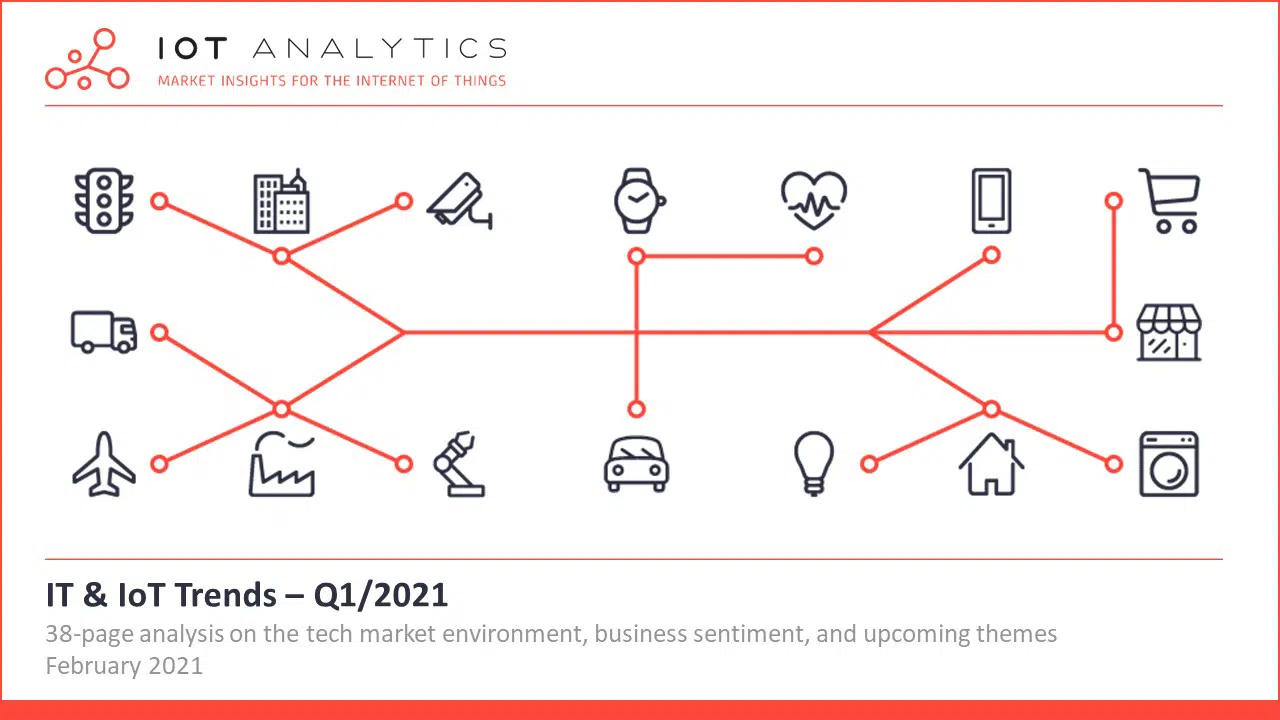 IOT ANALYTICS
MARKET INSIGHTS FOR THE INTERNET OF THINGS
IT & IoT Trends – Q1/2021
38-page analysis on the tech market environment, business sentiment, and upcoming themes
February 2021